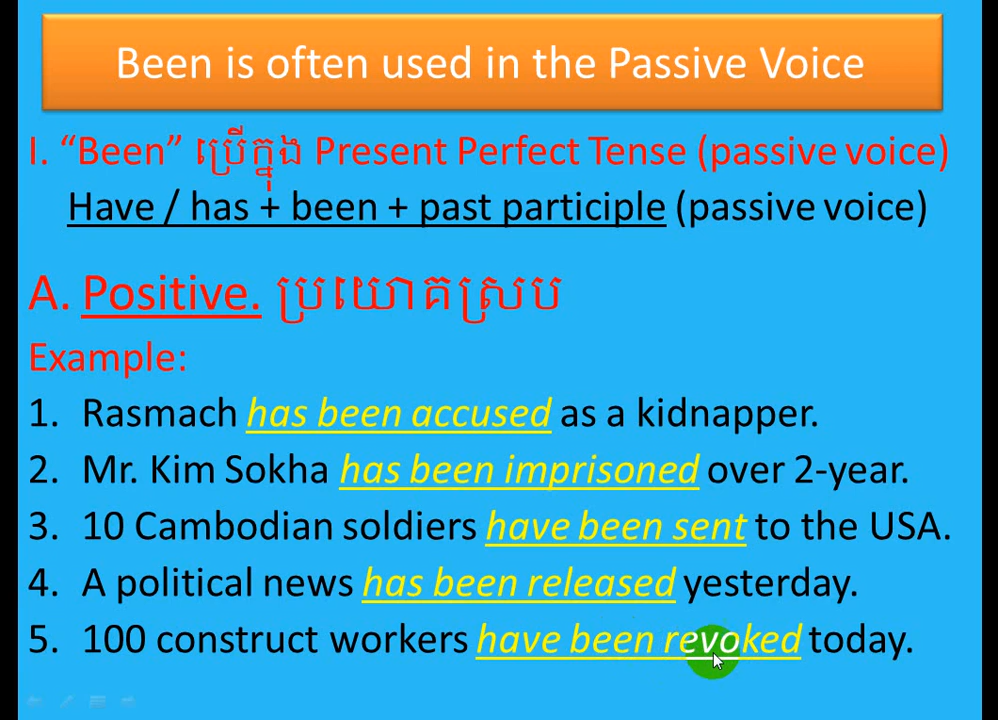 Been is often used in the Passive Voice
I. “Been” ប្រើក្នុង Present Perfect Tense (passive voice)
Have / has + been + past participle (passive voice)
A. Positive. ប្រយោគស្រប
Example:
1. Rasmach has been accused as a kidnapper.
2. Mr. Kim Sokha has been imprisoned over 2-year.
3. 10 Cambodian soldiers have been sent to the USA.
4. A political news has been released yesterday.
5. 100 construct workers have been revoked today.